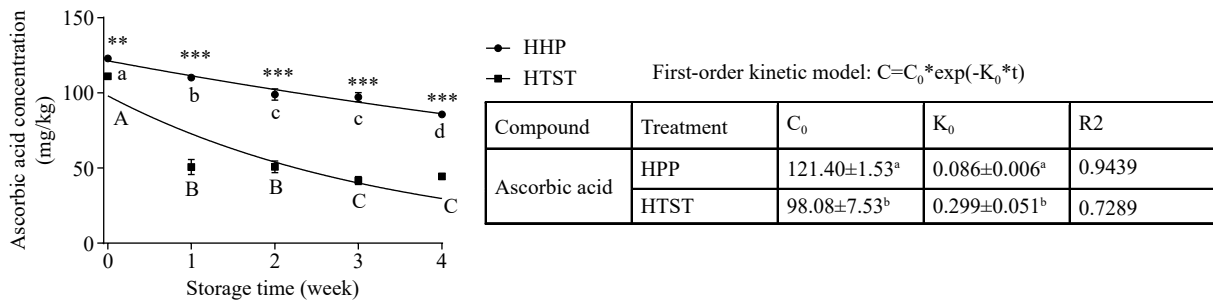 Ascorbic acid concentration
(mg/kg)
150
100
50
0
** *** *** *** ***
a b c c d
A B B C C
0 1 2 3 4
Storage time (week)
HHP
HTST
First-order kinetic model: C=C₀*exp(-K₀*t)
Compound Treatment C₀ K₀ R2
Ascorbic acid
HPP 121.40±1.53ᵃ 0.086±0.006ᵃ 0.9439
HTST 98.08±7.53ᵇ 0.299±0.051ᵇ 0.7289